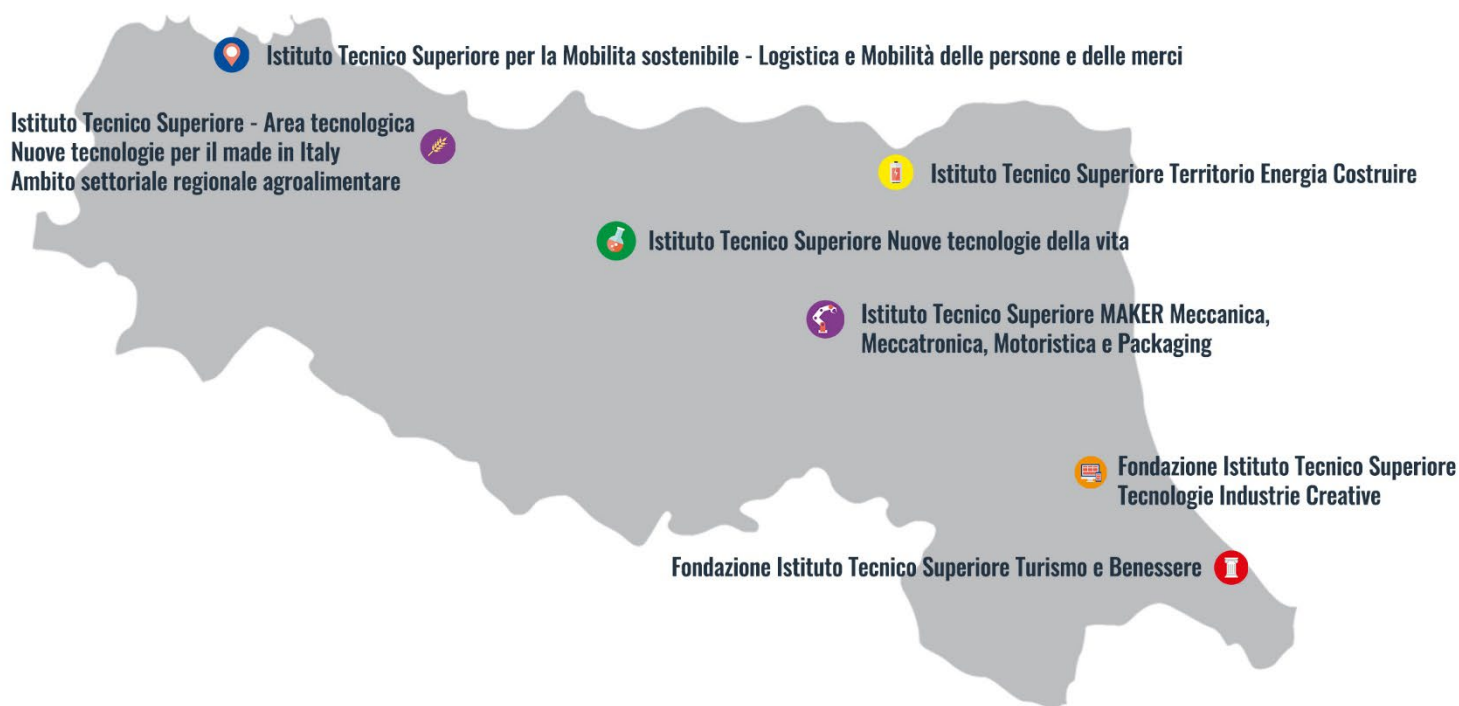 Istituto Tecnico Superiore per la Mobilita sostenibile - Logistica e Mobilità delle persone e delle merci
Istituto Tecnico Superiore - Area tecnologica
Nuove tecnologie per il made in Italy
Ambito settoriale regionale agroalimentare
Istituto Tecnico Superiore Territorio Energia Costruire
Istituto Tecnico Superiore Nuove tecnologie della vita
Istituto Tecnico Superiore MAKER Meccanica,
Meccatronica, Motoristica e Packaging
Fondazione Istituto Tecnico Superiore
Tecnologie Industrie Creative
Fondazione Istituto Tecnico Superiore Turismo e Benessere